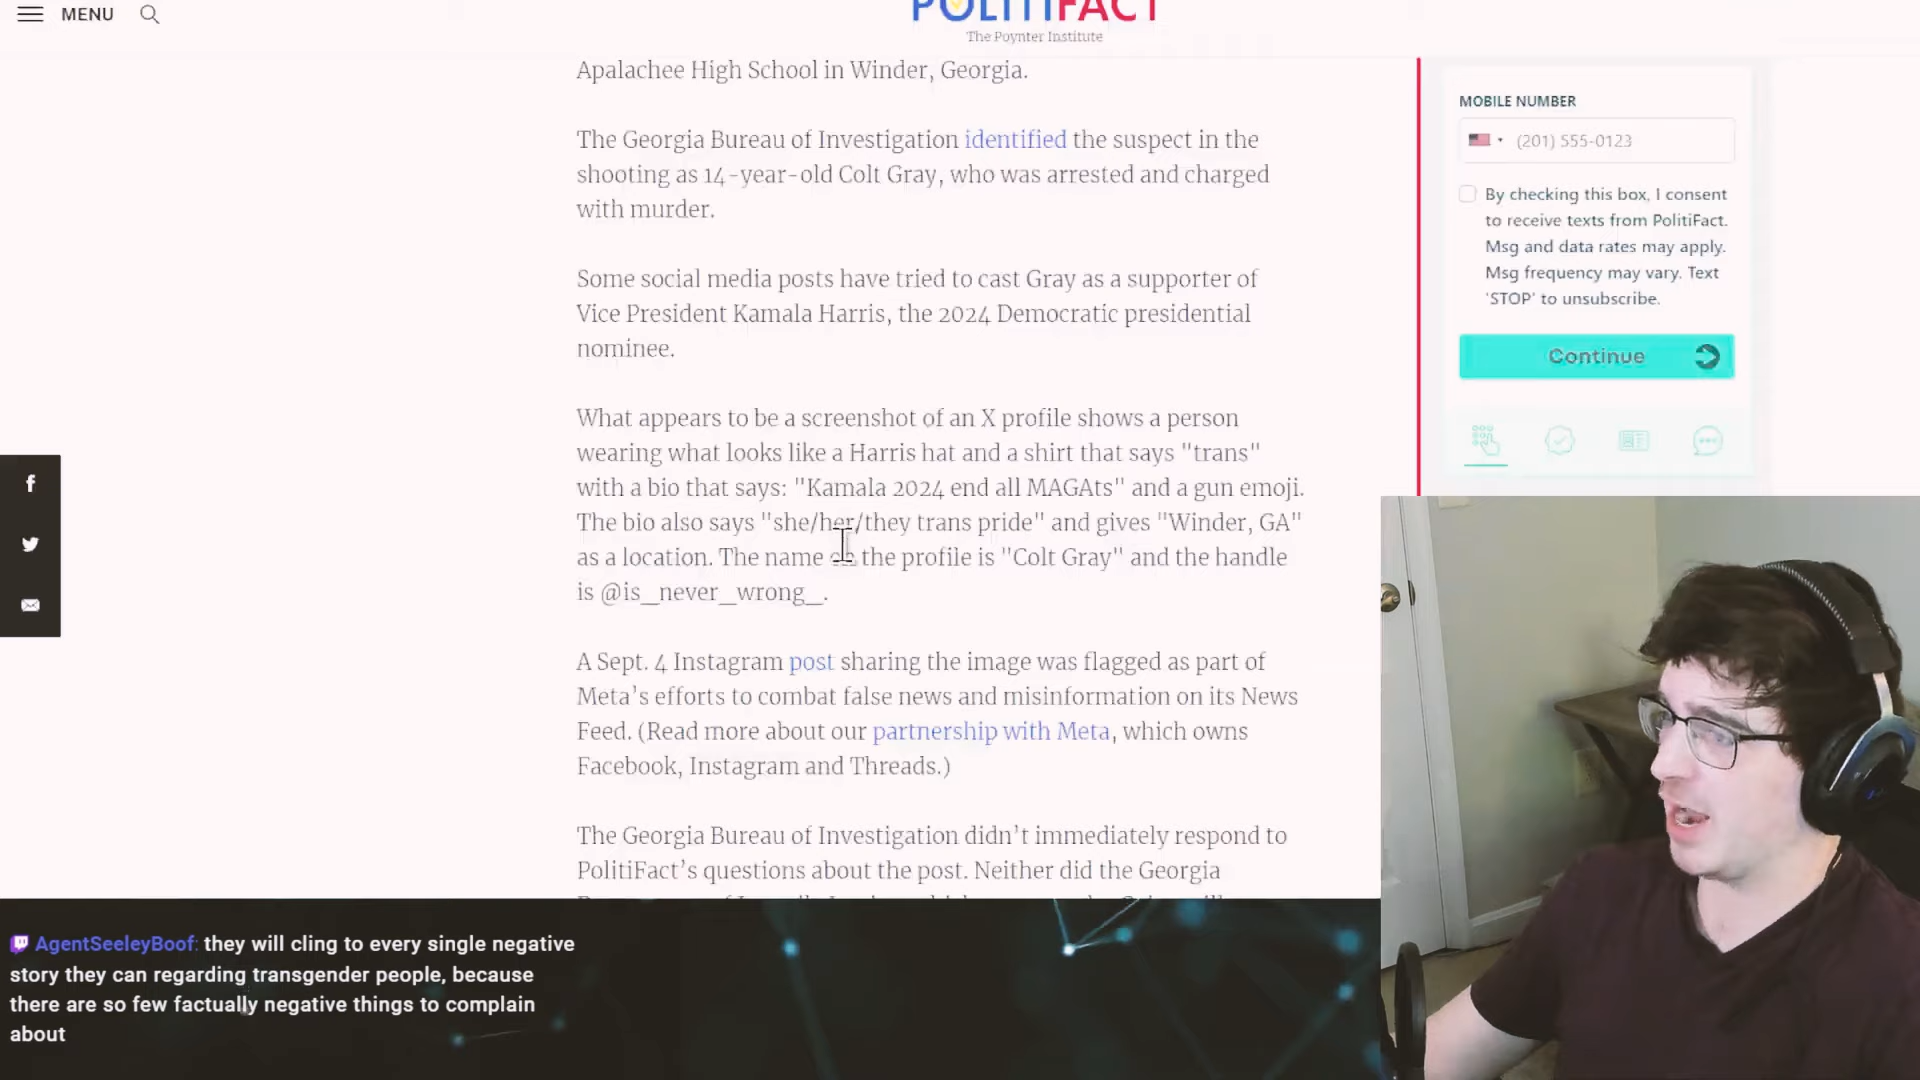 MENU
POLITIFACT
The Poynter Institute
Apalachee High School in Winder, Georgia.
The Georgia Bureau of Investigation identified the suspect in the
shooting as 14-year-old Colt Gray, who was arrested and charged
with murder.
Some social media posts have tried to cast Gray as a supporter of
Vice President Kamala Harris, the 2024 Democratic presidential
nominee.
What appears to be a screenshot of an X profile shows a person
wearing what looks like a Harris hat and a shirt that says "trans"
with a bio that says: "Kamala 2024 end all MAGAts" and a gun emoji.
The bio also says "she/her/they trans pride" and gives "Winder, GA"
as a location. The name on the profile is "Colt Gray" and the handle
is @is_never_wrong_.
A Sept. 4 Instagram post sharing the image was flagged as part of
Meta's efforts to combat false news and misinformation on its News
Feed. (Read more about our partnership with Meta, which owns
Facebook, Instagram and Threads.)
The Georgia Bureau of Investigation didn't immediately respond to
PolitiFact's questions about the post. Neither did the Georgia
MOBILE NUMBER
(201) 555-0123
By checking this box, I consent
to receive texts from PolitiFact.
Msg and data rates may apply.
Msg frequency may vary. Text
'STOP' to unsubscribe.
Continue
AgentSeeleyBoof: they will cling to every single negative
story they can regarding transgender people, because
there are so few factually negative things to complain
about